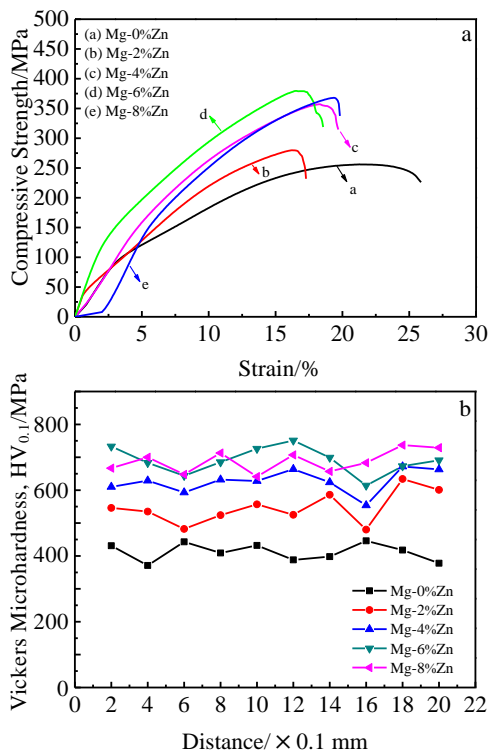 a
(a) Mg-0%Zn
(b) Mg-2%Zn
(c) Mg-4%Zn
(d) Mg-6%Zn
(e) Mg-8%Zn
Compressive Strength/MPa
500
450
400
350
300
250
200
150
100
50
0
d
c
b
a
e
0 5 10 15 20 25 30
Strain/%
b
Vickers Microhardness, HV0.1/MPa
800
600
400
200
0
Mg-0%Zn
Mg-2%Zn
Mg-4%Zn
Mg-6%Zn
Mg-8%Zn
0 2 4 6 8 10 12 14 16 18 20 22
Distance/ × 0.1 mm